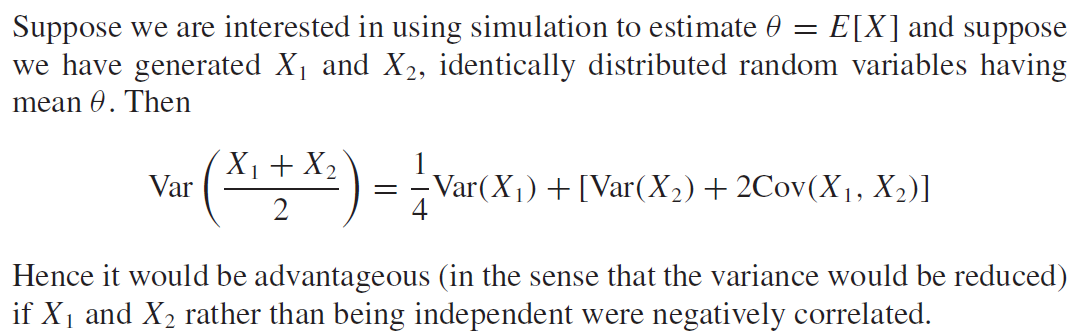 Suppose we are interested in using simulation to estimate θ = E[X] and suppose
we have generated X₁ and X₂, identically distributed random variables having
mean θ. Then
Var((X₁ + X₂)/2) = 1/4 Var(X₁) + [Var(X₂) + 2Cov(X₁, X₂)]
Hence it would be advantageous (in the sense that the variance would be reduced)
if X₁ and X₂ rather than being independent were negatively correlated.